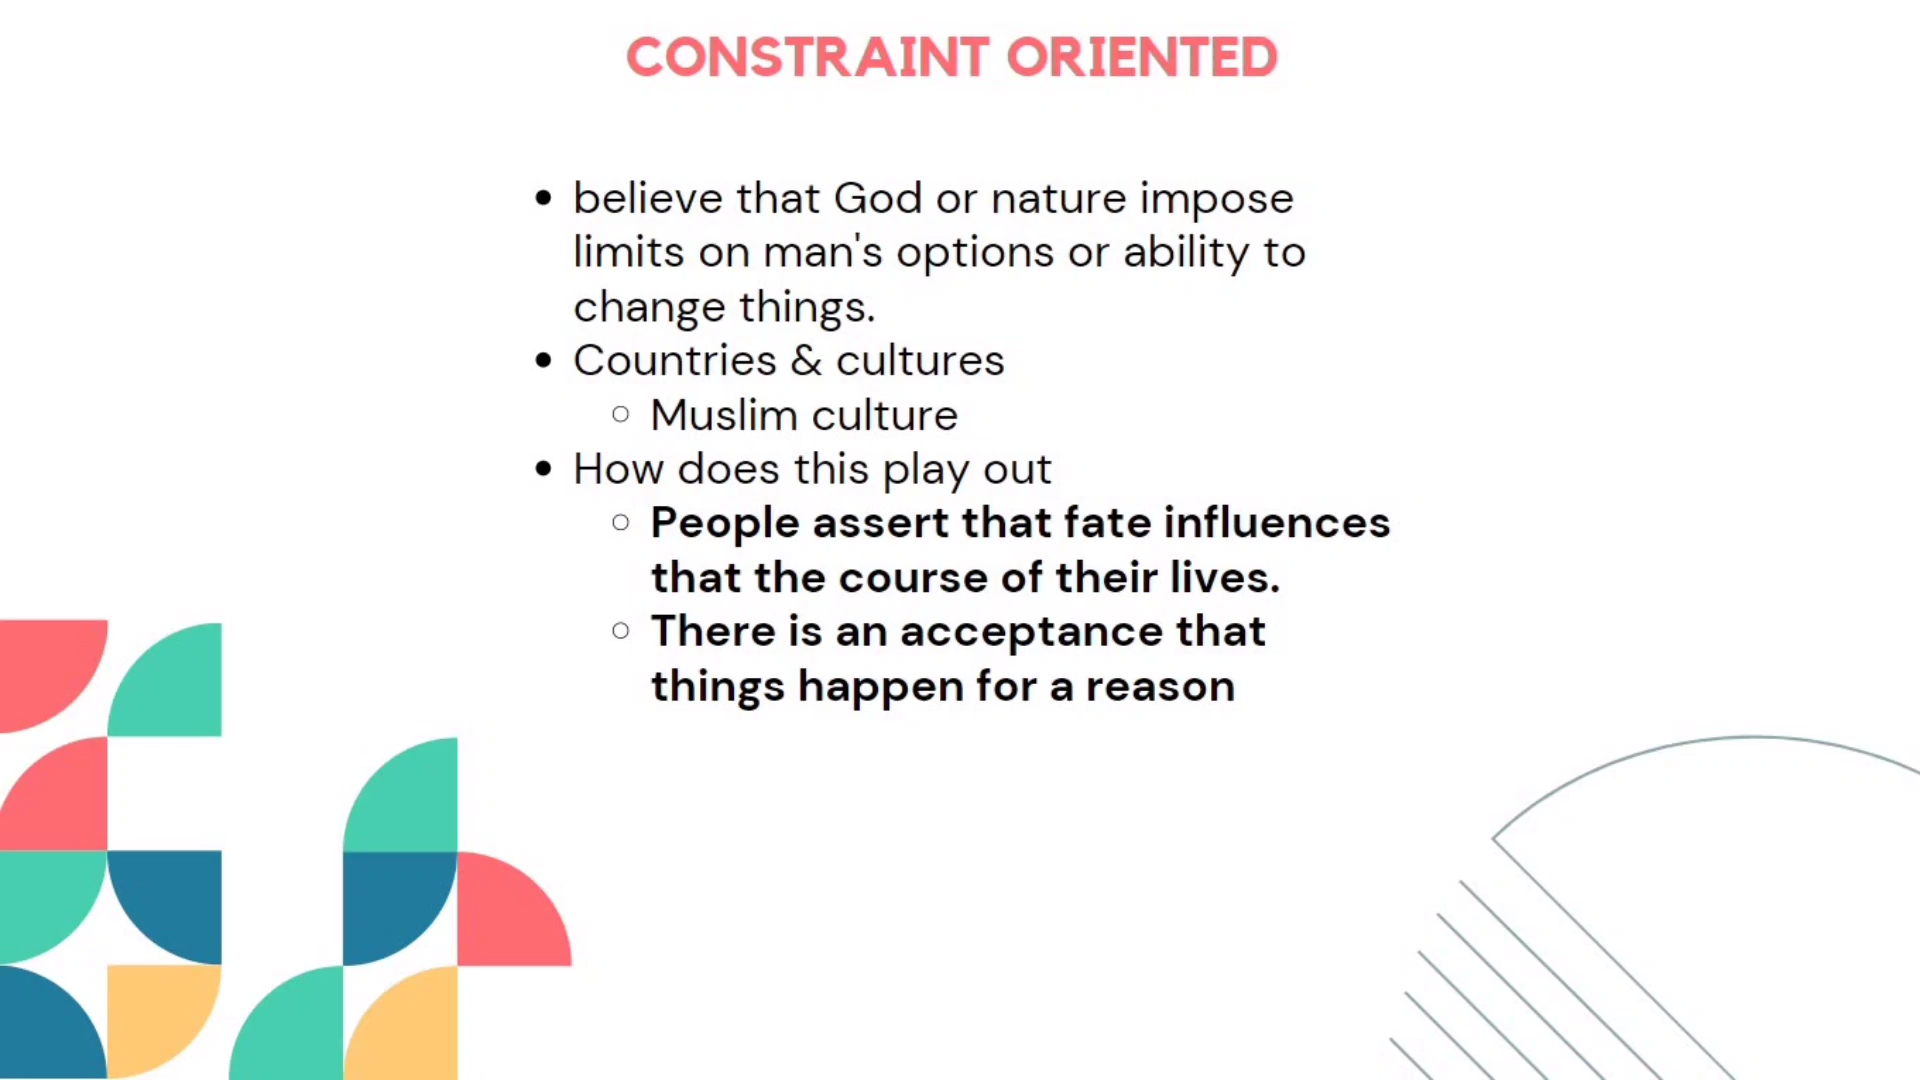 CONSTRAINT ORIENTED
• believe that God or nature impose
limits on man's options or ability to
change things.
• Countries & cultures
○ Muslim culture
• How does this play out
○ People assert that fate influences
that the course of their lives.
○ There is an acceptance that
things happen for a reason